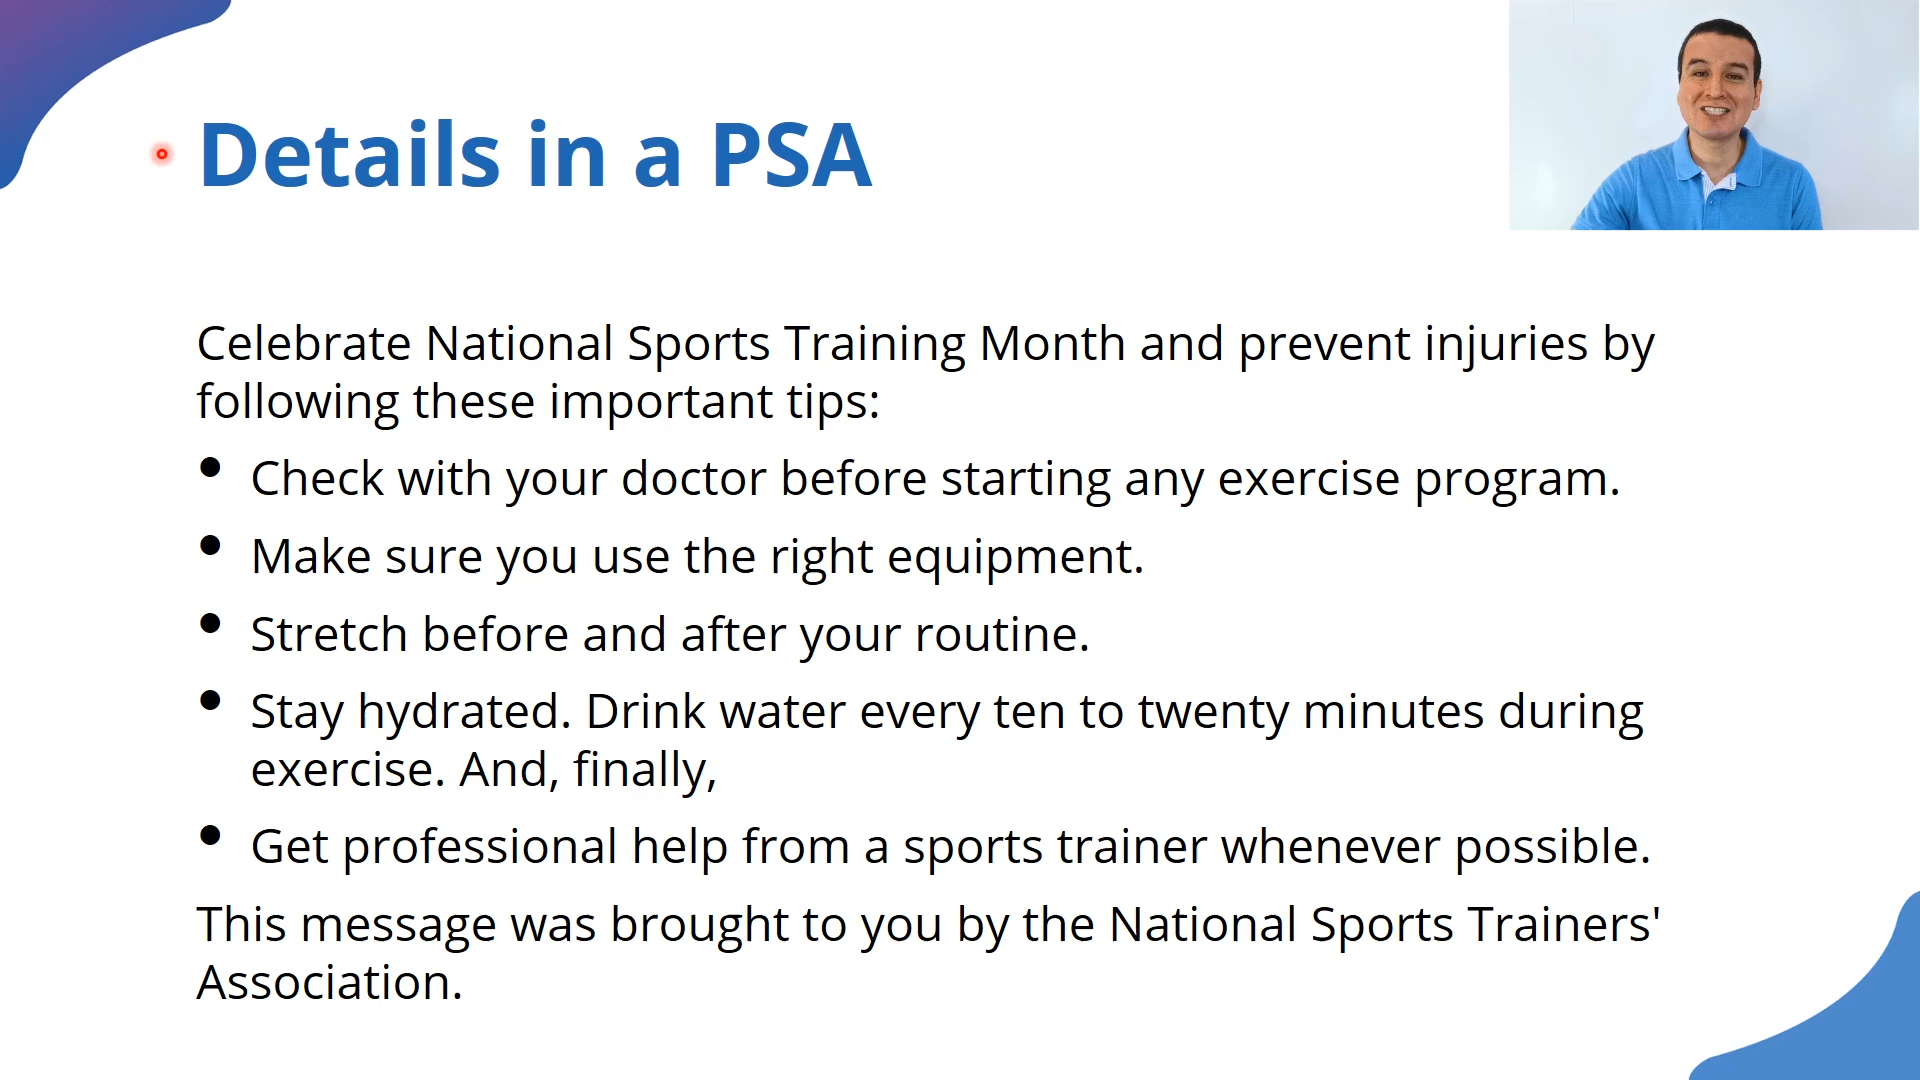 Details in a PSA
Celebrate National Sports Training Month and prevent injuries by
following these important tips:
• Check with your doctor before starting any exercise program.
• Make sure you use the right equipment.
• Stretch before and after your routine.
• Stay hydrated. Drink water every ten to twenty minutes during
exercise. And, finally,
• Get professional help from a sports trainer whenever possible.
This message was brought to you by the National Sports Trainers'
Association.